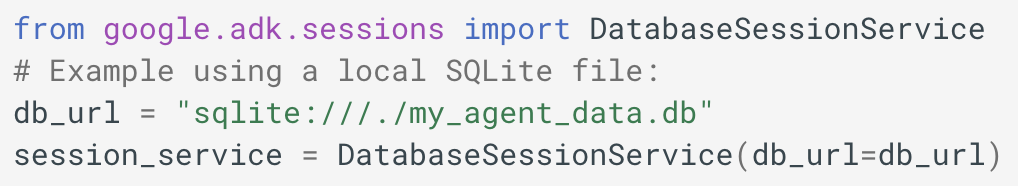 from google.adk.sessions import DatabaseSessionService
# Example using a local SQLite file:
db_url = "sqlite:///./my_agent_data.db"
session_service = DatabaseSessionService(db_url=db_url)